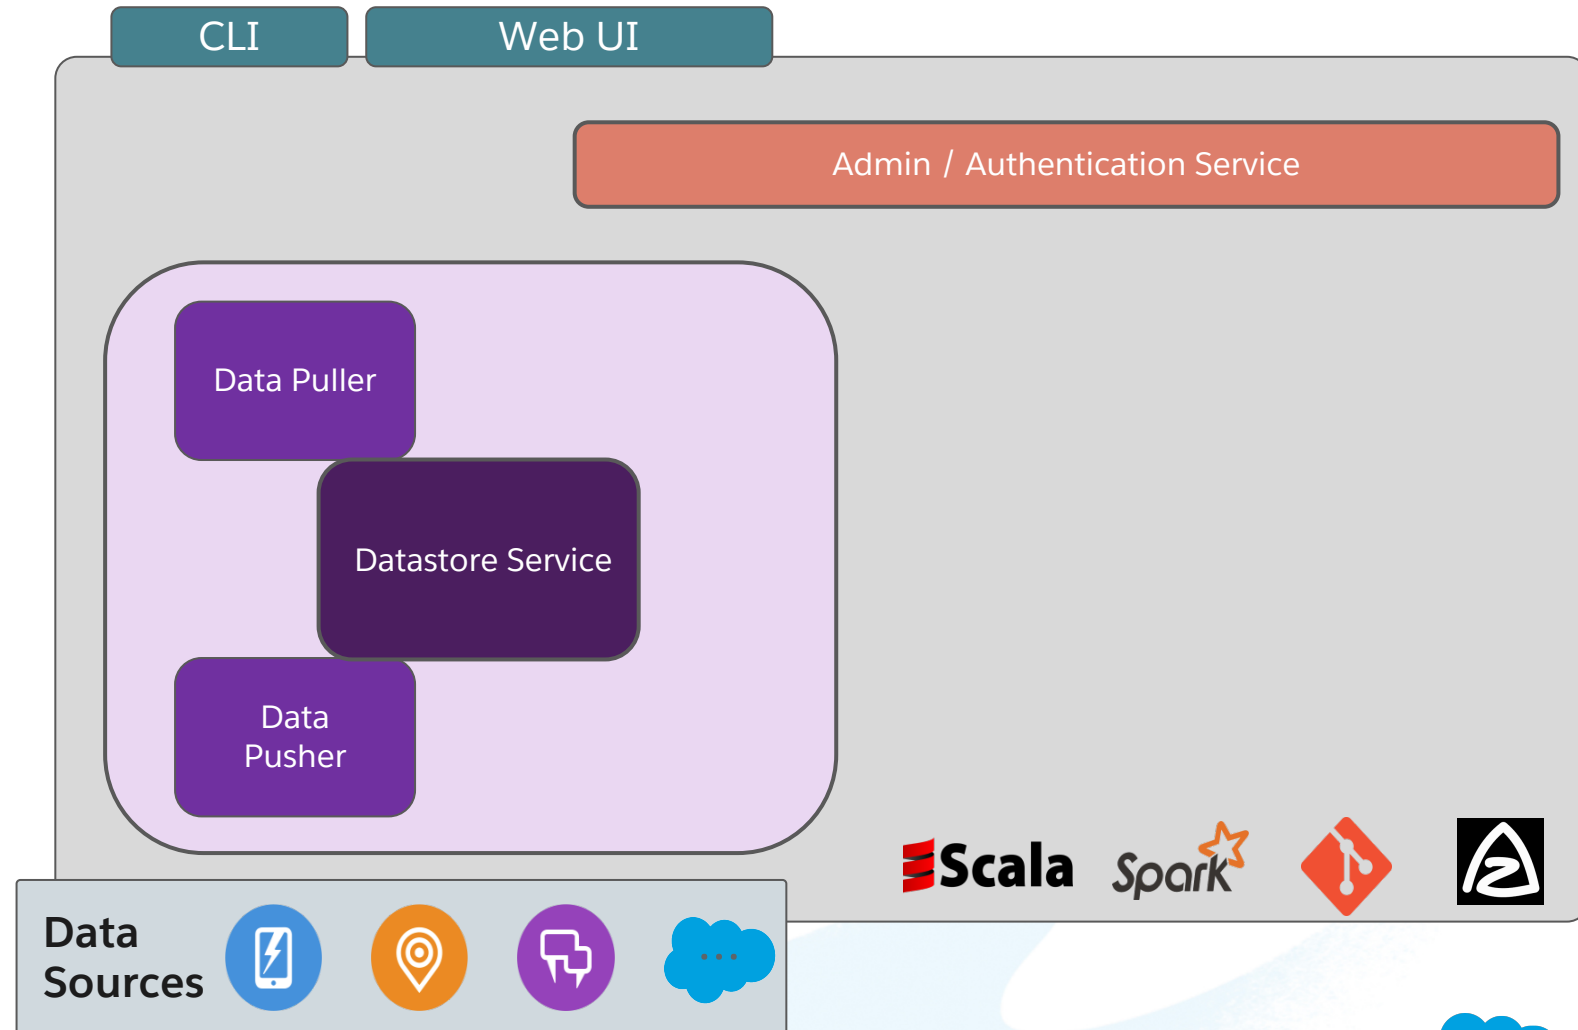 CLI
Web UI
Admin / Authentication Service
Data Puller
Datastore Service
Data
Pusher
Scala
Spark
Data
Sources